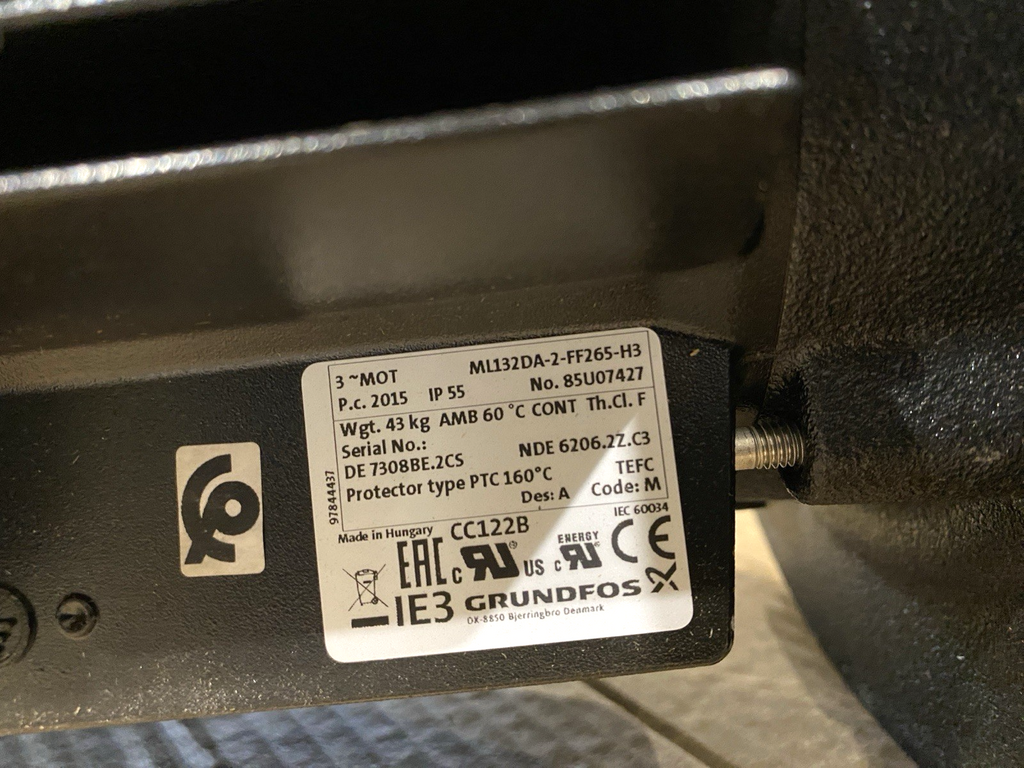 3 ~MOT ML132DA-2-FF265-H3
P.c. 2015 IP 55 No. 85U07427
Wgt. 43 kg AMB 60 °C CONT Th.Cl. F
Serial No.:
DE 7308BE.2CS NDE 6206.2Z.C3
Protector type PTC 160°C TEFC
Des: A Code: M
97844437
IEC 60034
Made in Hungary CC122B
EAC c RU US c ENERGY RU CE
IE3 GRUNDFOS
DK-8850 Bjerringbro Denmark